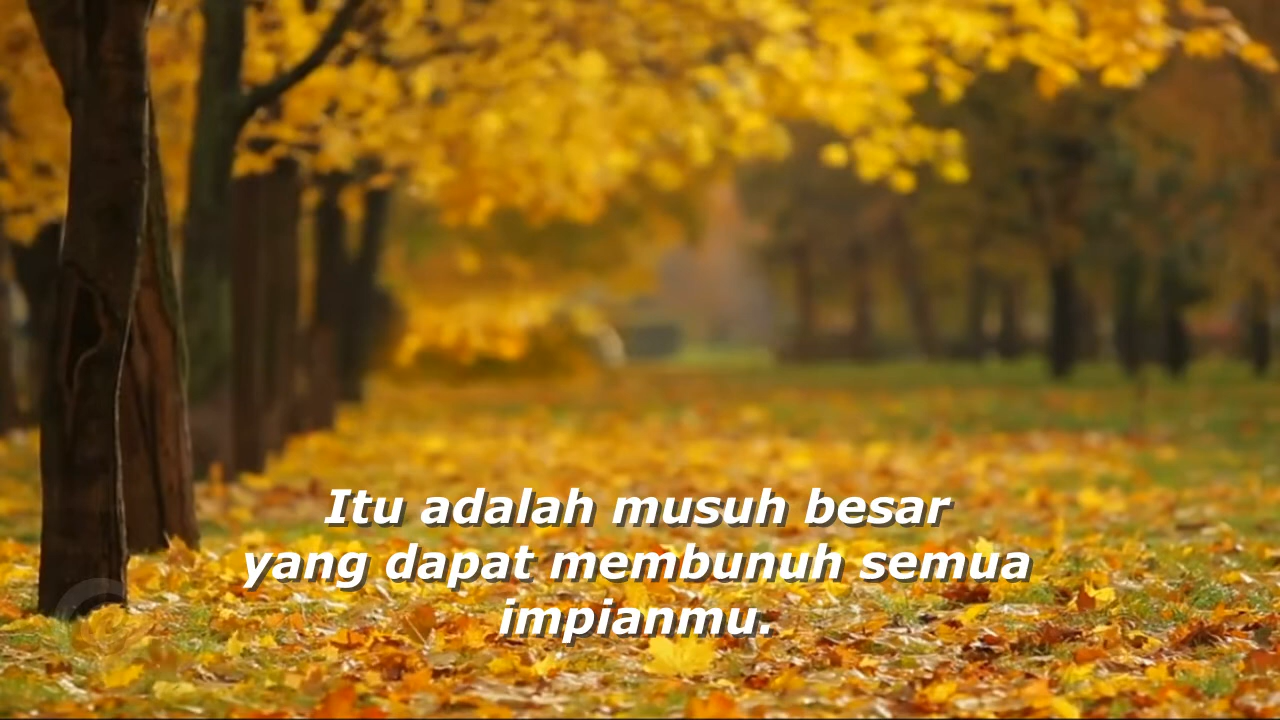 Itu adalah musuh besar
yang dapat membunuh semua
impianmu.